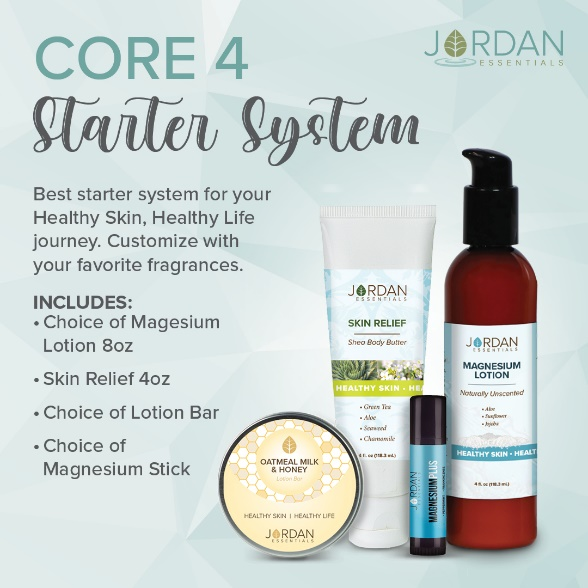 CORE 4
Starter System
JORDAN
ESSENTIALS
Best starter system for your
Healthy Skin, Healthy Life
journey. Customize with
your favorite fragrances.
INCLUDES:
• Choice of Magesium
Lotion 8oz
• Skin Relief 4oz
• Choice of Lotion Bar
• Choice of
Magnesium Stick
OATMEAL MILK
& HONEY
Lotion Bar
HEALTHY SKIN | HEALTHY LIFE
JORDAN
ESSENTIALS
JORDAN
ESSENTIALS
SKIN RELIEF
Shea Body Butter
HEALTHY SKIN • HEA
• Green Tea
• Aloe
• Seaweed
• Chamomile
4 fl. oz (118.3 mL)
JORDAN
MAGNESIUM PLUS
JORDAN
ESSENTIALS
MAGNESIUM
LOTION
Naturally Unscented
• Aloe
• Sunflower
• Jojoba
HEALTHY SKIN • HEALT
4 fl. oz (118.3 mL)